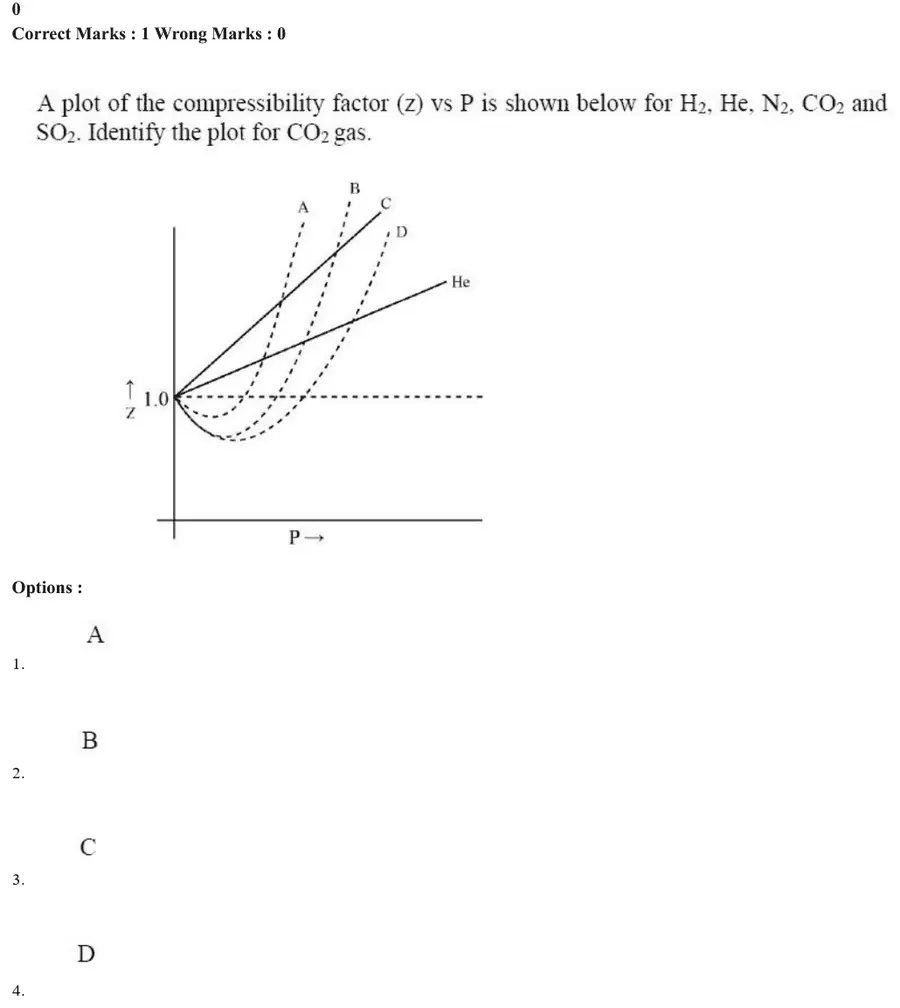 0
Correct Marks : 1 Wrong Marks : 0
A plot of the compressibility factor (z) vs P is shown below for H₂, He, N₂, CO₂ and
SO₂. Identify the plot for CO₂ gas.
B
A
C
D
He
↑
1.0
Z
P→
Options :
A
1.
B
2.
C
3.
D
4.